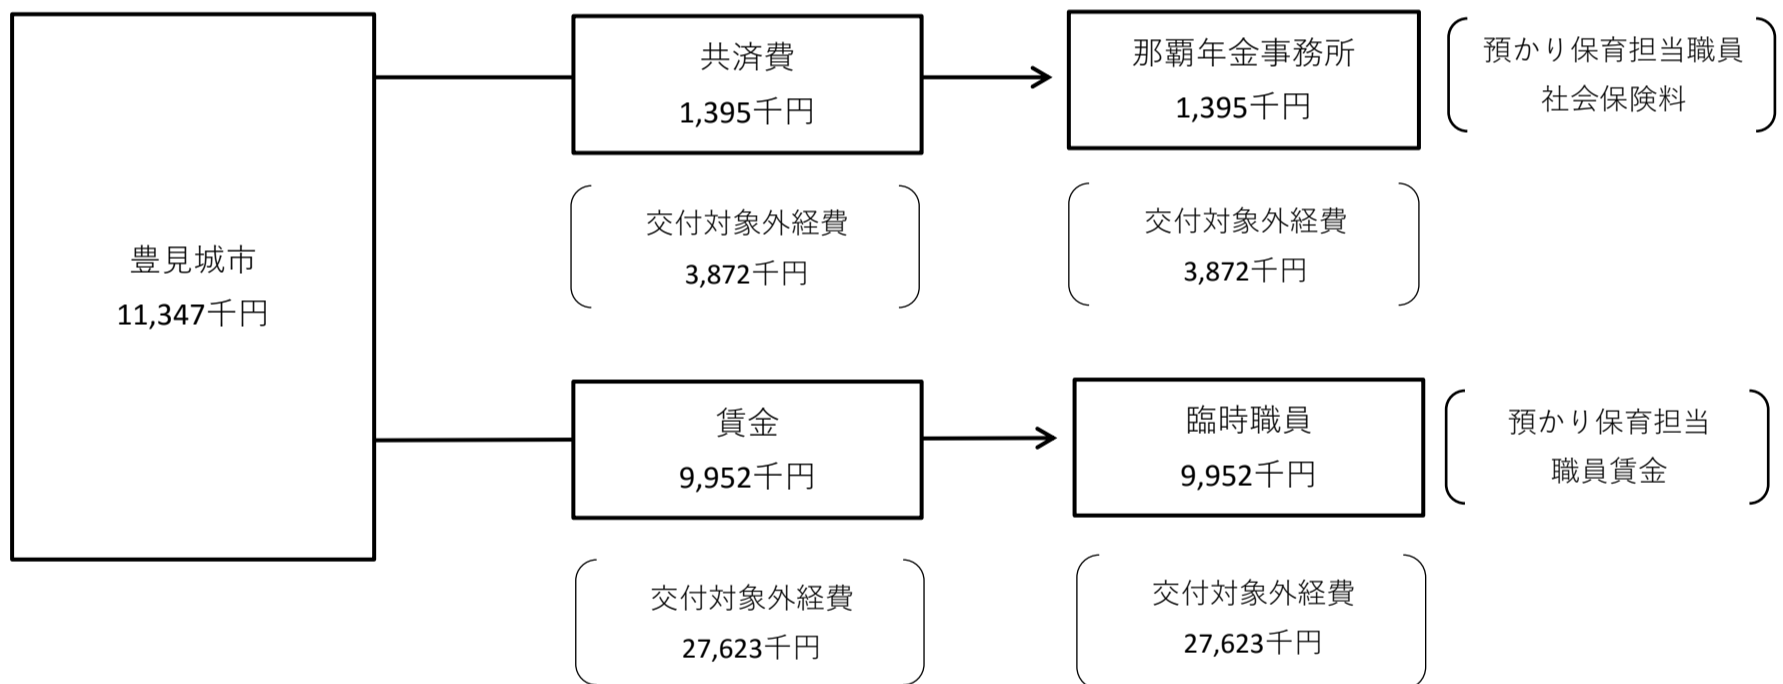 豊見城市
11,347千円
共済費
1,395千円
那覇年金事務所
1,395千円
預かり保育担当職員
社会保険料
交付対象外経費
3,872千円
交付対象外経費
3,872千円
賃金
9,952千円
臨時職員
9,952千円
預かり保育担当
職員賃金
交付対象外経費
27,623千円
交付対象外経費
27,623千円